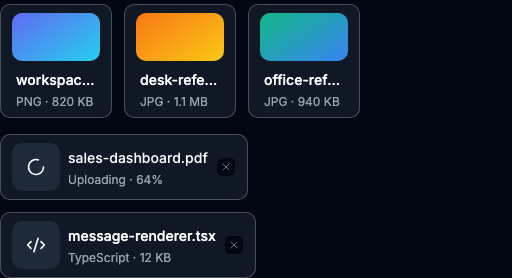 workspac...
PNG · 820 KB
desk-refe...
JPG · 1.1 MB
office-ref...
JPG · 940 KB
sales-dashboard.pdf
Uploading · 64%
message-renderer.tsx
TypeScript · 12 KB